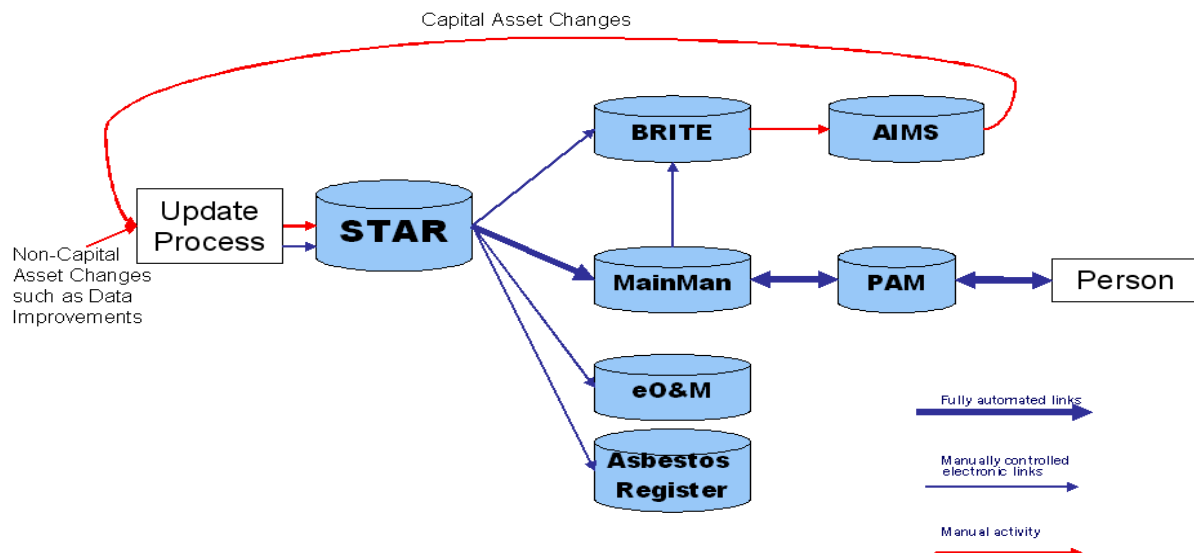 Capital Asset Changes
BRITE
AIMS
Update
Process
STAR
Non-Capital
Asset Changes
such as Data
Improvements
MainMan
PAM
Person
eO&M
Asbestos
Register
Fully automated links
Manually controlled
electronic links
Manual activity